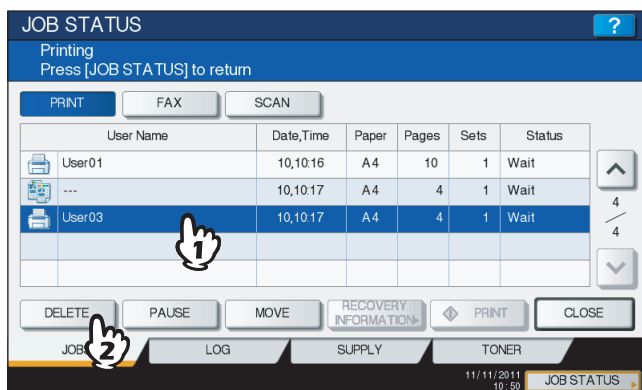 JOB STATUS ?
Printing
Press [JOB STATUS] to return
PRINT FAX SCAN
User Name Date,Time Paper Pages Sets Status
User01 10,10:16 A4 10 1 Wait
--- 10,10:17 A4 4 1 Wait
User03 10,10:17 A4 4 1 Wait
4
4
1
DELETE PAUSE MOVE RECOVERY INFORMATION PRINT CLOSE
2
JOB LOG SUPPLY TONER
11/11/2011
10:50 JOB STATUS